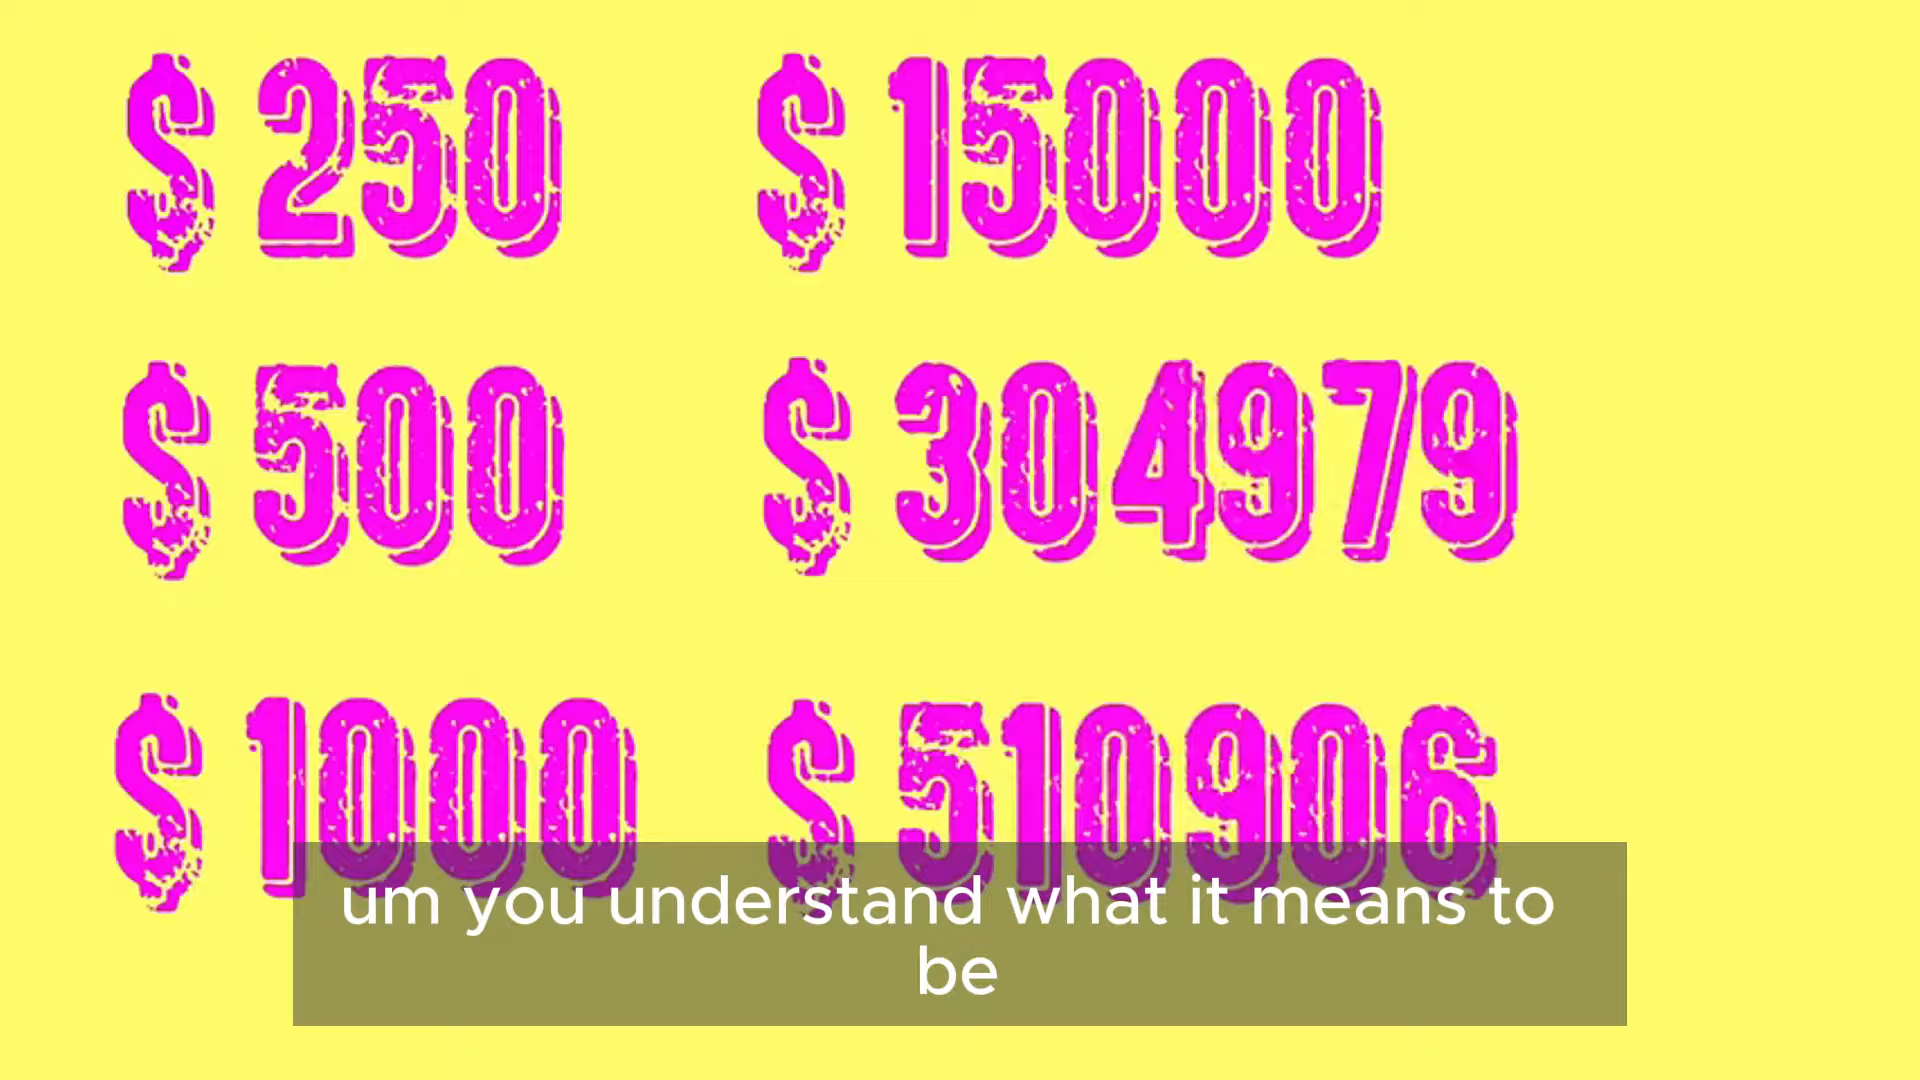 $ 250 $ 15000
$ 500 $ 304979
$ 1000 $ 510906
um you understand what it means to
be